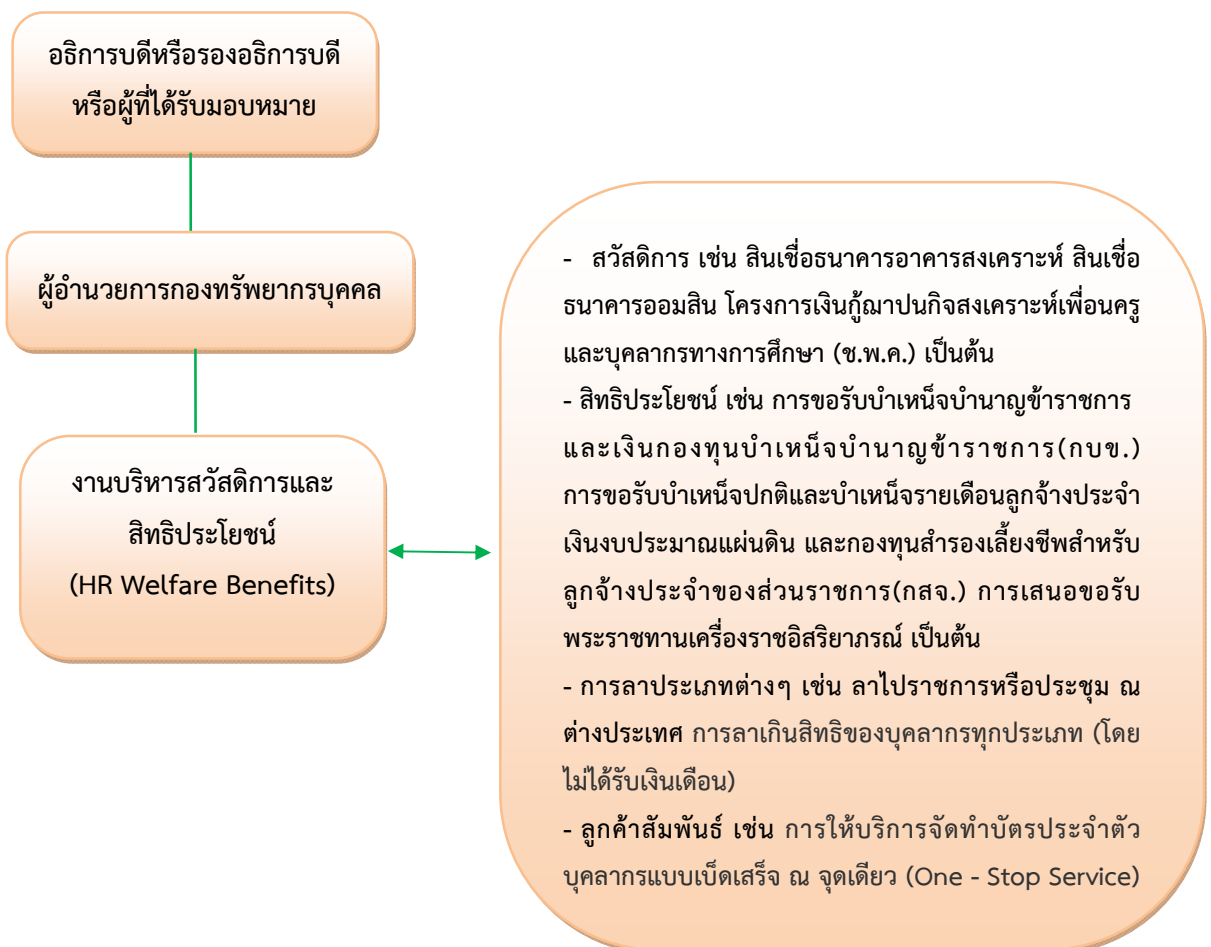 อธิการบดีหรือรองอธิการบดี
หรือผู้ที่ได้รับมอบหมาย
ผู้อำนวยการกองทรัพยากรบุคคล
งานบริหารสวัสดิการและ
สิทธิประโยชน์
(HR Welfare Benefits)
- สวัสดิการ เช่น สินเชื่อธนาคารอาคารสงเคราะห์ สินเชื่อ
ธนาคารออมสิน โครงการเงินกู้ฌาปนกิจสงเคราะห์เพื่อนครู
และบุคลากรทางการศึกษา (ช.พ.ค.) เป็นต้น
- สิทธิประโยชน์ เช่น การขอรับบำเหน็จบำนาญข้าราชการ
และเงินกองทุนบำเหน็จบำนาญข้าราชการ(กบข.)
การขอรับบำเหน็จปกติและบำเหน็จรายเดือนลูกจ้างประจำ
เงินงบประมาณแผ่นดิน และกองทุนสำรองเลี้ยงชีพสำหรับ
ลูกจ้างประจำของส่วนราชการ(กสจ.) การเสนอขอรับ
พระราชทานเครื่องราชอิสริยาภรณ์ เป็นต้น
- การลาประเภทต่างๆ เช่น ลาไปราชการหรือประชุม ณ
ต่างประเทศ การลาเกินสิทธิของบุคลากรทุกประเภท (โดย
ไม่ได้รับเงินเดือน)
- ลูกค้าสัมพันธ์ เช่น การให้บริการจัดทำบัตรประจำตัว
บุคลากรแบบเบ็ดเสร็จ ณ จุดเดียว (One - Stop Service)